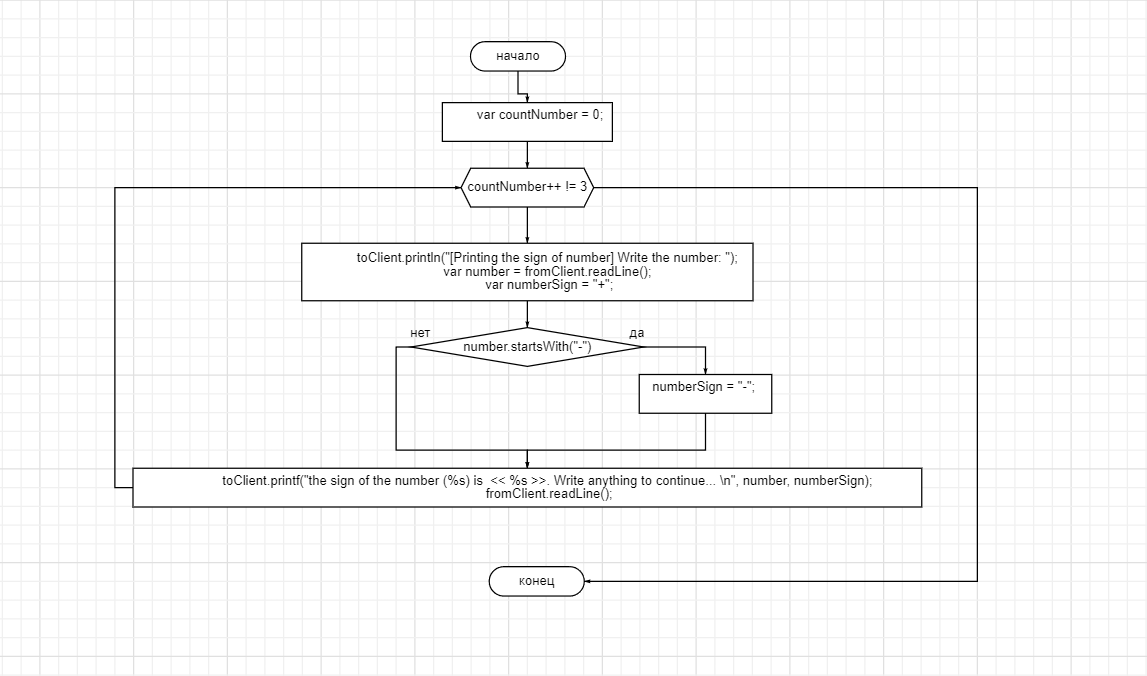 начало
var countNumber = 0;
countNumber++ != 3
toClient.println("[Printing the sign of number] Write the number: ");
var number = fromClient.readLine();
var numberSign = "+";
нет
да
number.startsWith("-")
numberSign = "-";
toClient.printf("the sign of the number (%s) is  << %s >>. Write anything to continue... \n", number, numberSign);
fromClient.readLine();
конец